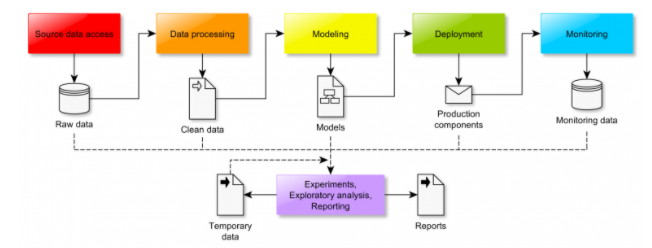 Source data access
Data processing
Modeling
Deployment
Monitoring
Raw data
Clean data
Models
Production
components
Monitoring data
Experiments,
Exploratory analysis,
Reporting
Temporary
data
Reports